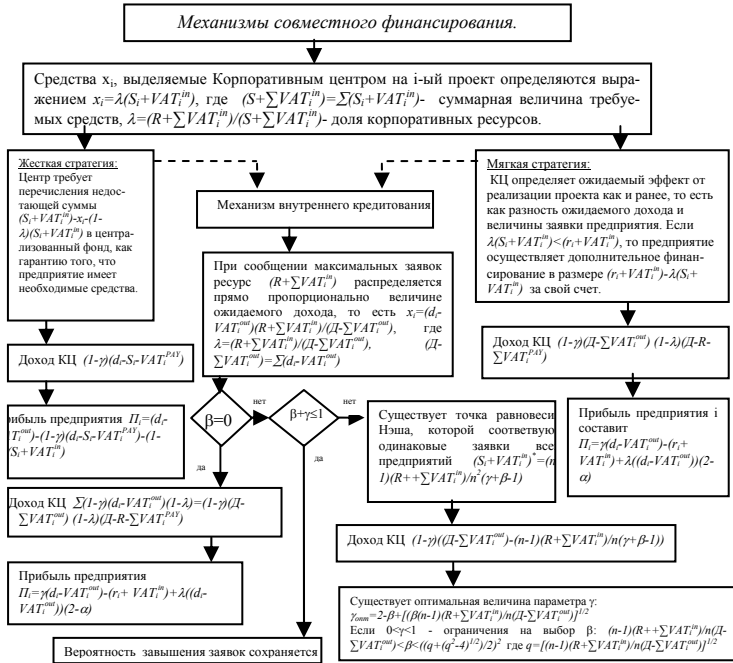 Механизмы совместного финансирования.
Средства xᵢ, выделяемые Корпоративным центром на i-ый проект определяются выра-
жением xᵢ=λ(Sᵢ+VATᵢⁱⁿ), где (S+∑VATᵢⁱⁿ)=∑(Sᵢ+VATᵢⁱⁿ)- суммарная величина требуе-
мых средств, λ=(R+∑VATᵢⁱⁿ)/(S+∑VATᵢⁱⁿ)- доля корпоративных ресурсов.
Жесткая стратегия:
Центр требует
перечисления недос-
тающей суммы
(Sᵢ+VATᵢⁱⁿ)-xᵢ-(1-
λ)(Sᵢ+VATᵢⁱⁿ) в центра-
лизованный фонд, как
гарантию того, что
предприятие имеет
необходимые средства.
Механизм внутреннего кредитования
Мягкая стратегия:
КЦ определяет ожидаемый эффект от
реализации проекта как и ранее, то есть
как разность ожидаемого дохода и
величины заявки предприятия. Если
λ(Sᵢ+VATᵢⁱⁿ)<(rᵢ+VATᵢⁱⁿ), то предприятие
осуществляет дополнительное финан-
сирование в размере (rᵢ+VATᵢⁱⁿ)-λ(Sᵢ+
VATᵢⁱⁿ) за свой счет.
При сообщении максимальных заявок
ресурс (R+∑VATᵢⁱⁿ) распределяется
прямо пропорционально величине
ожидаемого дохода, то есть xᵢ=(dᵢ-
VATᵢᵒᵘᵗ)(R+∑VATᵢⁱⁿ)/(Д-∑VATᵢᵒᵘᵗ), где
λ=(R+∑VATᵢⁱⁿ)/(Д-∑VATᵢᵒᵘᵗ), (Д-
∑VATᵢᵒᵘᵗ)=∑(dᵢ-VATᵢᵒᵘᵗ)
Доход КЦ (1-γ)(dᵢ-Sᵢ-VATᵢᴾᴬʸ)
Доход КЦ (1-γ)(Д-∑VATᵢᵒᵘᵗ) (1-λ)(Д-R-
∑VATᵢᴾᴬʸ)
рибыль предприятия Пᵢ=(dᵢ-
VATᵢᵒᵘᵗ)-(1-γ)(dᵢ-Sᵢ-VATᵢᴾᴬʸ)-(1-
(Sᵢ+VATᵢⁱⁿ)
β=0
нет
β+γ≤1
нет
да
да
Существует точка равновеси
Нэша, которой соответвую
одинаковые заявки все
предприятий (Sᵢ+VATᵢⁱⁿ)*=(n
1)(R++∑VATᵢⁱⁿ)/n²(γ+β-1)
Прибыль предприятия i
составит
Пᵢ=γ(dᵢ-VATᵢᵒᵘᵗ)-(rᵢ+
VATᵢⁱⁿ)+λ((dᵢ-VATᵢᵒᵘᵗ))(2-
α)
Доход КЦ ∑(1-γ)(dᵢ-VATᵢᵒᵘᵗ)(1-λ)=(1-γ)(Д-
∑VATᵢᵒᵘᵗ) (1-λ)(Д-R-∑VATᵢᴾᴬʸ)
Доход КЦ (1-γ)((Д-∑VATᵢᵒᵘᵗ)-(n-1)(R+∑VATᵢⁱⁿ)/n(γ+β-1))
Прибыль предприятия
Пᵢ=γ(dᵢ-VATᵢᵒᵘᵗ)-(rᵢ+ VATᵢⁱⁿ)+λ((dᵢ-
VATᵢᵒᵘᵗ))(2-α)
Вероятность завышения заявок сохраняется
Существует оптимальная величина параметра γ:
γₒₙₘ=2-β+[(β(n-1)(R+∑VATᵢⁱⁿ)/n(Д-∑VATᵢᵒᵘᵗ)]¹ᐟ²
Если 0<γ<1 - ограничения на выбор β: (n-1)(R++∑VATᵢⁱⁿ)/n(Д-
∑VATᵢᵒᵘᵗ)<β<((q+(q²-4)¹ᐟ²)/2)² где q=[(n-1)(R+∑VATᵢⁱⁿ)/n(Д-∑VATᵢᵒᵘᵗ)]¹ᐟ²